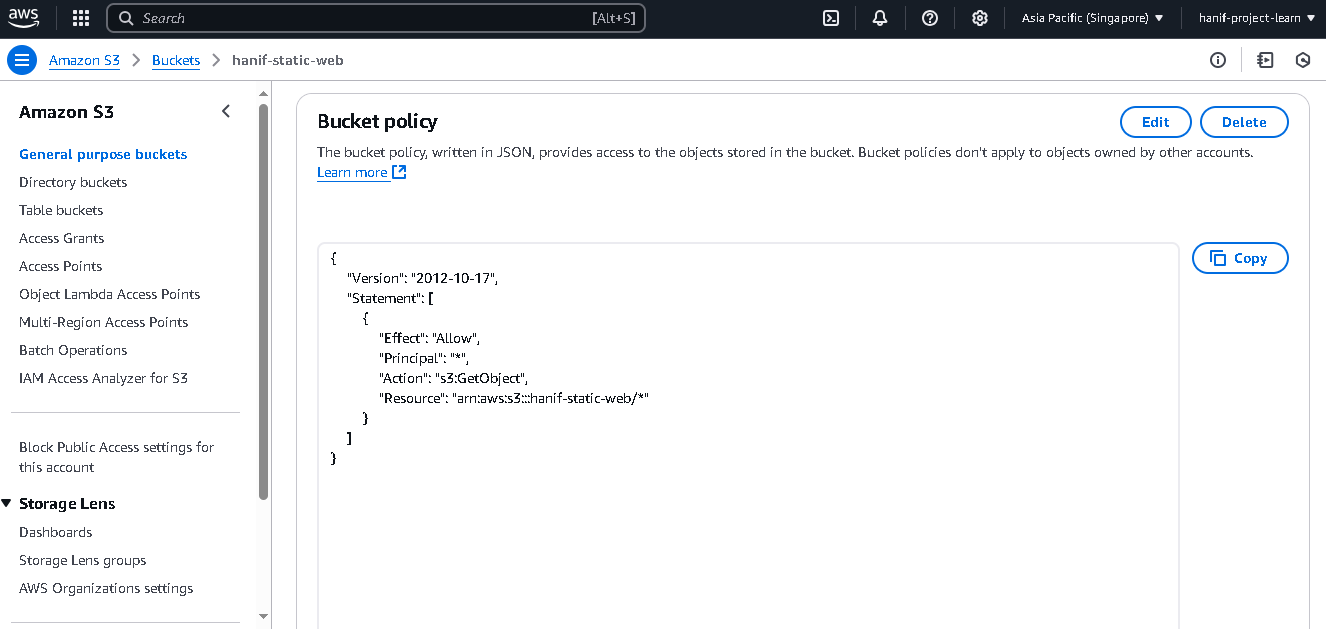 aws
Search [Alt+S]
Asia Pacific (Singapore)
hanif-project-learn
Amazon S3 > Buckets > hanif-static-web
Amazon S3
General purpose buckets
Directory buckets
Table buckets
Access Grants
Access Points
Object Lambda Access Points
Multi-Region Access Points
Batch Operations
IAM Access Analyzer for S3
Block Public Access settings for
this account
Storage Lens
Dashboards
Storage Lens groups
AWS Organizations settings
Bucket policy
Edit
Delete
The bucket policy, written in JSON, provides access to the objects stored in the bucket. Bucket policies don't apply to objects owned by other accounts.
Learn more
{
"Version": "2012-10-17",
"Statement": [
{
"Effect": "Allow",
"Principal": "*",
"Action": "s3:GetObject",
"Resource": "arn:aws:s3:::hanif-static-web/*"
}
]
}
Copy